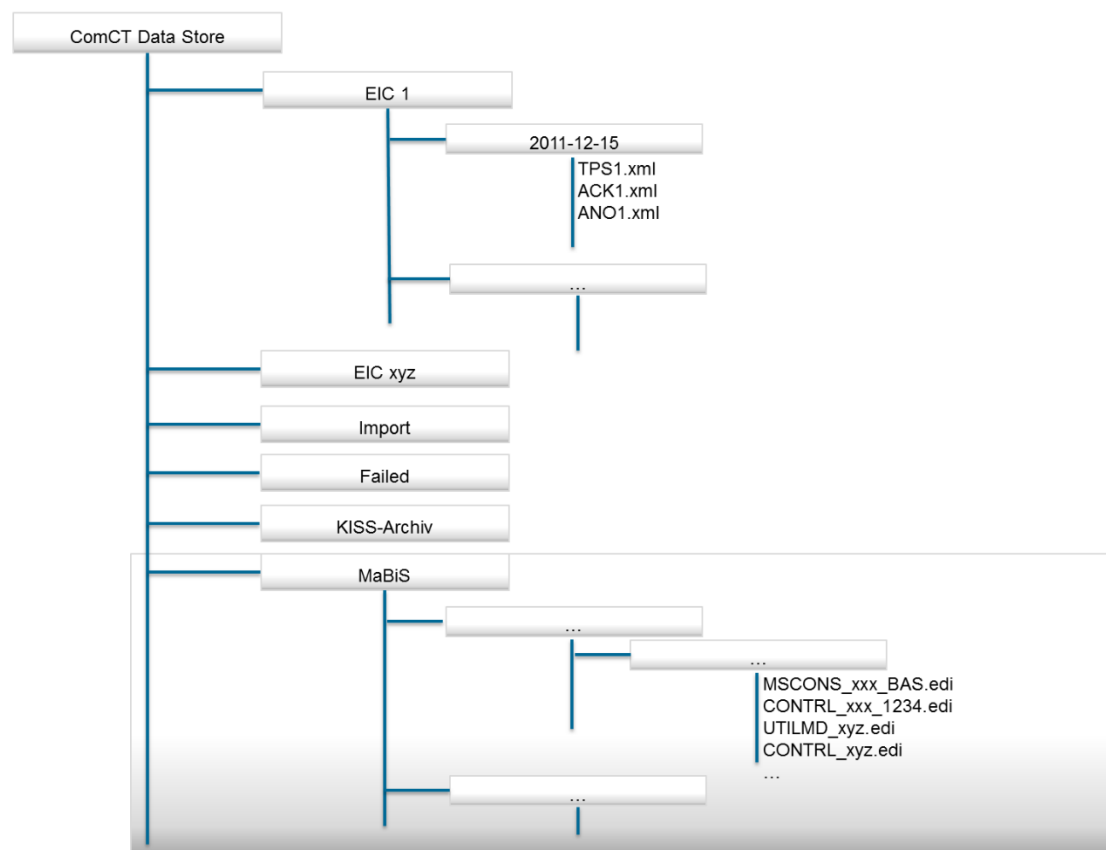 ComCT Data Store
EIC 1
2011-12-15
TPS1.xml
ACK1.xml
ANO1.xml
...
EIC xyz
Import
Failed
KISS-Archiv
MaBiS
...
...
MSCONS_xxx_BAS.edi
CONTRL_xxx_1234.edi
UTILMD_xyz.edi
CONTRL_xyz.edi
...
...